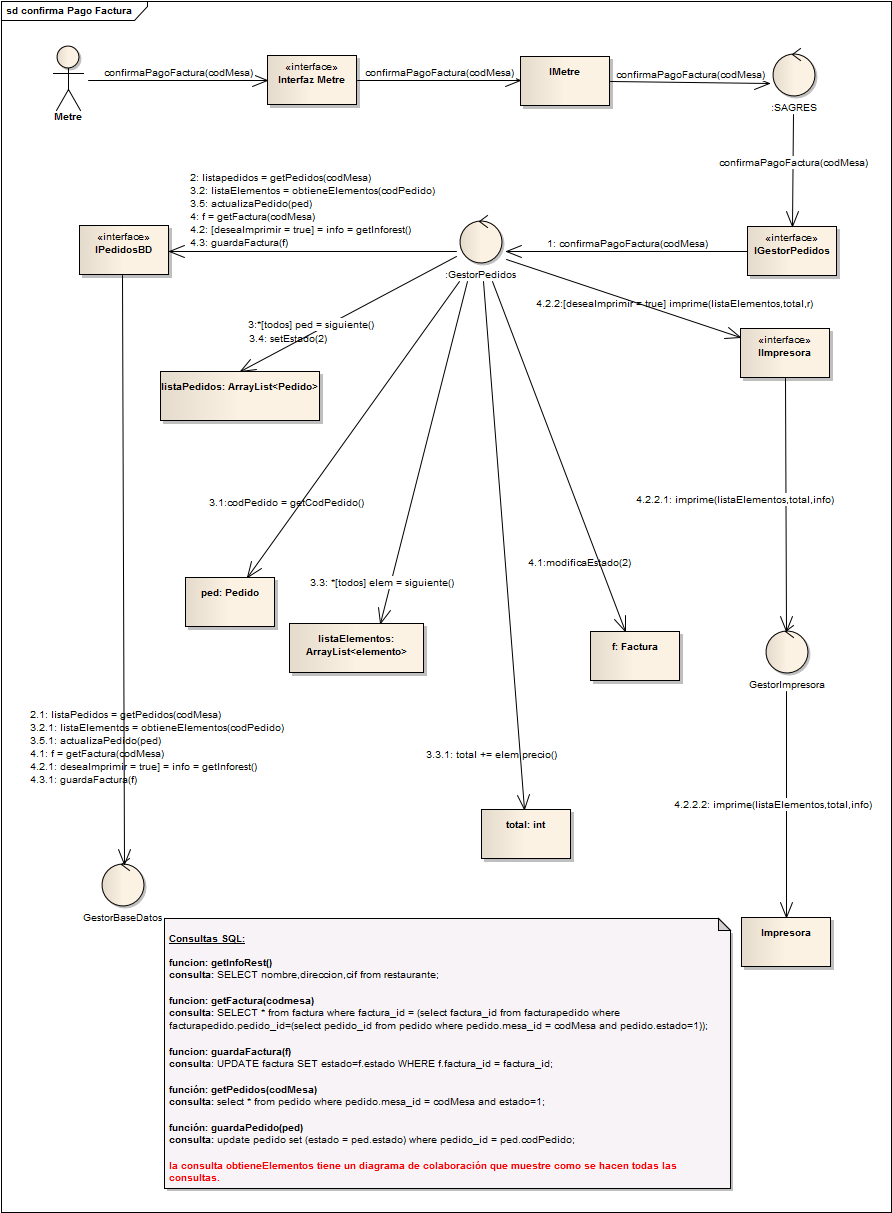 sd confirma Pago Factura
Metre
confirmaPagoFactura(codMesa)
«interface»
Interfaz Metre
confirmaPagoFactura(codMesa)
IMetre
confirmaPagoFactura(codMesa)
:SAGRES
confirmaPagoFactura(codMesa)
2: listapedidos = getPedidos(codMesa)
3.2: listaElementos = obtieneElementos(codPedido)
3.5: actualizaPedido(ped)
4: f = getFactura(codMesa)
4.2: [deseaImprimir = true] = info = getInforest()
4.3: guardaFactura(f)
«interface»
IPedidosBD
:GestorPedidos
1: confirmaPagoFactura(codMesa)
«interface»
IGestorPedidos
4.2.2:[deseaImprimir = true] imprime(listaElementos,total,r)
3:*[todos] ped = siguiente()
3.4: setEstado(2)
«interface»
IImpresora
listaPedidos: ArrayList<Pedido>
3.1:codPedido = getCodPedido()
4.2.2.1: imprime(listaElementos,total,info)
4.1:modificaEstado(2)
3.3: *[todos] elem = siguiente()
ped: Pedido
listaElementos:
ArrayList<elemento>
f: Factura
GestorImpresora
2.1: listaPedidos = getPedidos(codMesa)
3.2.1: listaElementos = obtieneElementos(codPedido)
3.5.1: actualizaPedido(ped)
4.1: f = getFactura(codMesa)
4.2.1: deseaImprimir = true] = info = getInforest()
4.3.1: guardaFactura(f)
3.3.1: total += elem.precio()
4.2.2.2: imprime(listaElementos,total,info)
total: int
GestorBaseDatos
Impresora
Consultas SQL:
funcion: getInfoRest()
consulta: SELECT nombre,direccion,cif from restaurante;
funcion: getFactura(codmesa)
consulta: SELECT * from factura where factura_id = (select factura_id from facturapedido where
facturapedido.pedido_id=(select pedido_id from pedido where pedido.mesa_id = codMesa and pedido.estado=1));
funcion: guardaFactura(f)
consulta: UPDATE factura SET estado=f.estado WHERE f.factura_id = factura_id;
función: getPedidos(codMesa)
consulta: select * from pedido where pedido.mesa_id = codMesa and estado=1;
función: guardaPedido(ped)
consulta: update pedido set (estado = ped.estado) where pedido_id = ped.codPedido;
la consulta obtieneElementos tiene un diagrama de colaboración que muestre como se hacen todas las
consultas.